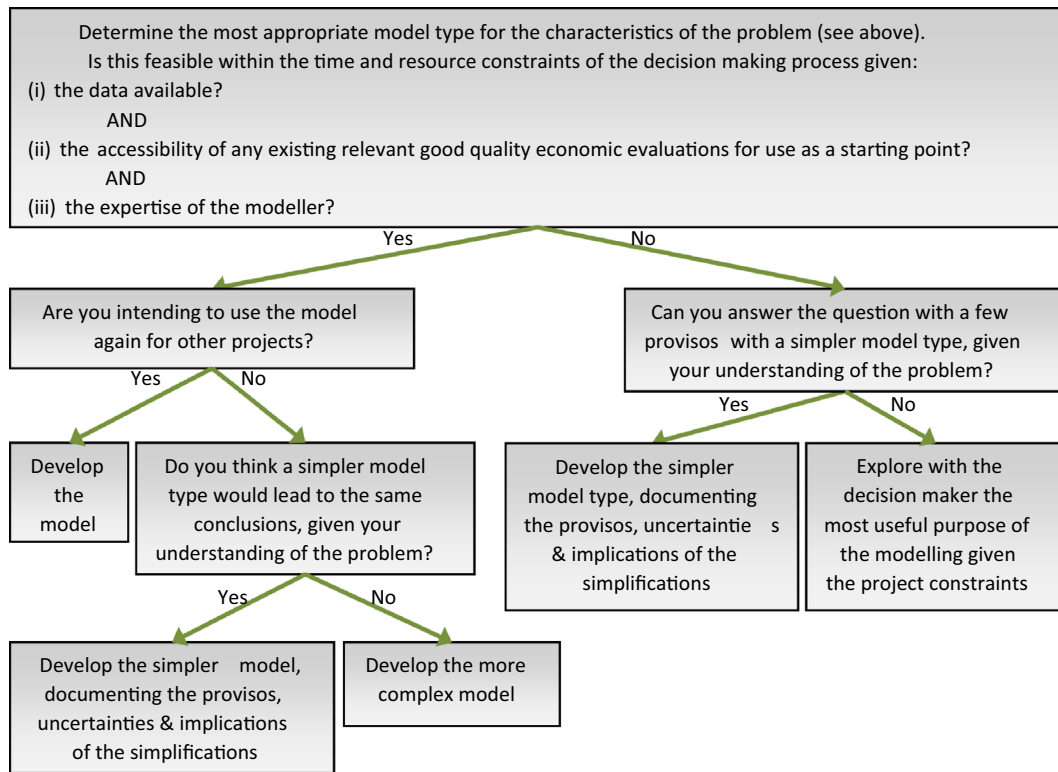 Determine the most appropriate model type for the characteristics of the problem (see above).
Is this feasible within the time and resource constraints of the decision making process given:
(i) the data available?
AND
(ii) the accessibility of any existing relevant good quality economic evaluations for use as a starting point?
AND
(iii) the expertise of the modeller?
Yes
No
Are you intending to use the model
again for other projects?
Can you answer the question with a few
provisos with a simpler model type, given
your understanding of the problem?
Yes
No
Yes
No
Develop
the
model
Do you think a simpler model
type would lead to the same
conclusions, given your
understanding of the problem?
Develop the simpler
model type, documenting
the provisos, uncertaintie s
& implications of the
simplifications
Explore with the
decision maker the
most useful purpose of
the modelling given
the project constraints
Yes
No
Develop the simpler model,
documenting the provisos,
uncertainties & implications
of the simplifications
Develop the more
complex model